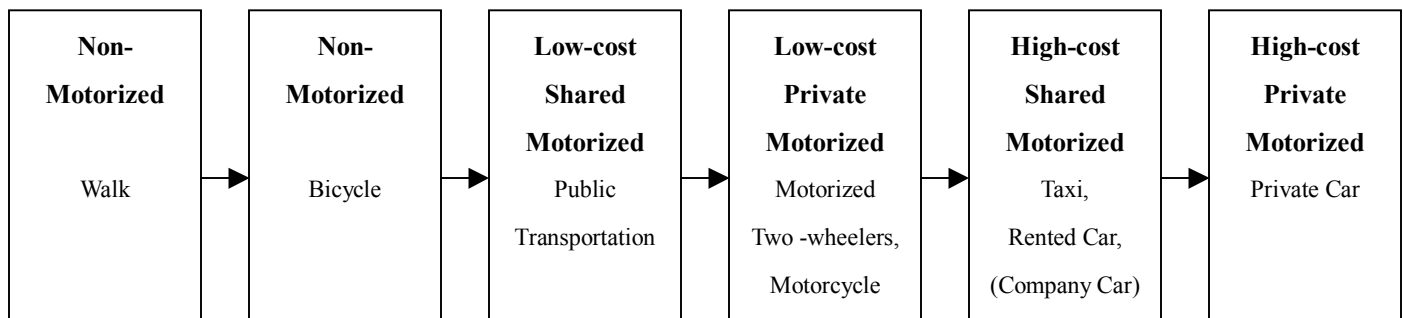 Non-
Motorized
Walk
Non-
Motorized
Bicycle
Low-cost
Shared
Motorized
Public
Transportation
Low-cost
Private
Motorized
Motorized
Two -wheelers,
Motorcycle
High-cost
Shared
Motorized
Taxi,
Rented Car,
(Company Car)
High-cost
Private
Motorized
Private Car